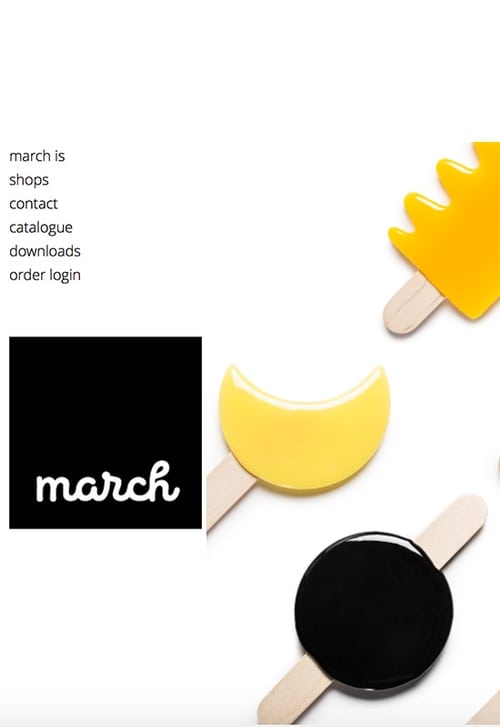 march is
shops
contact
catalogue
downloads
order login
march